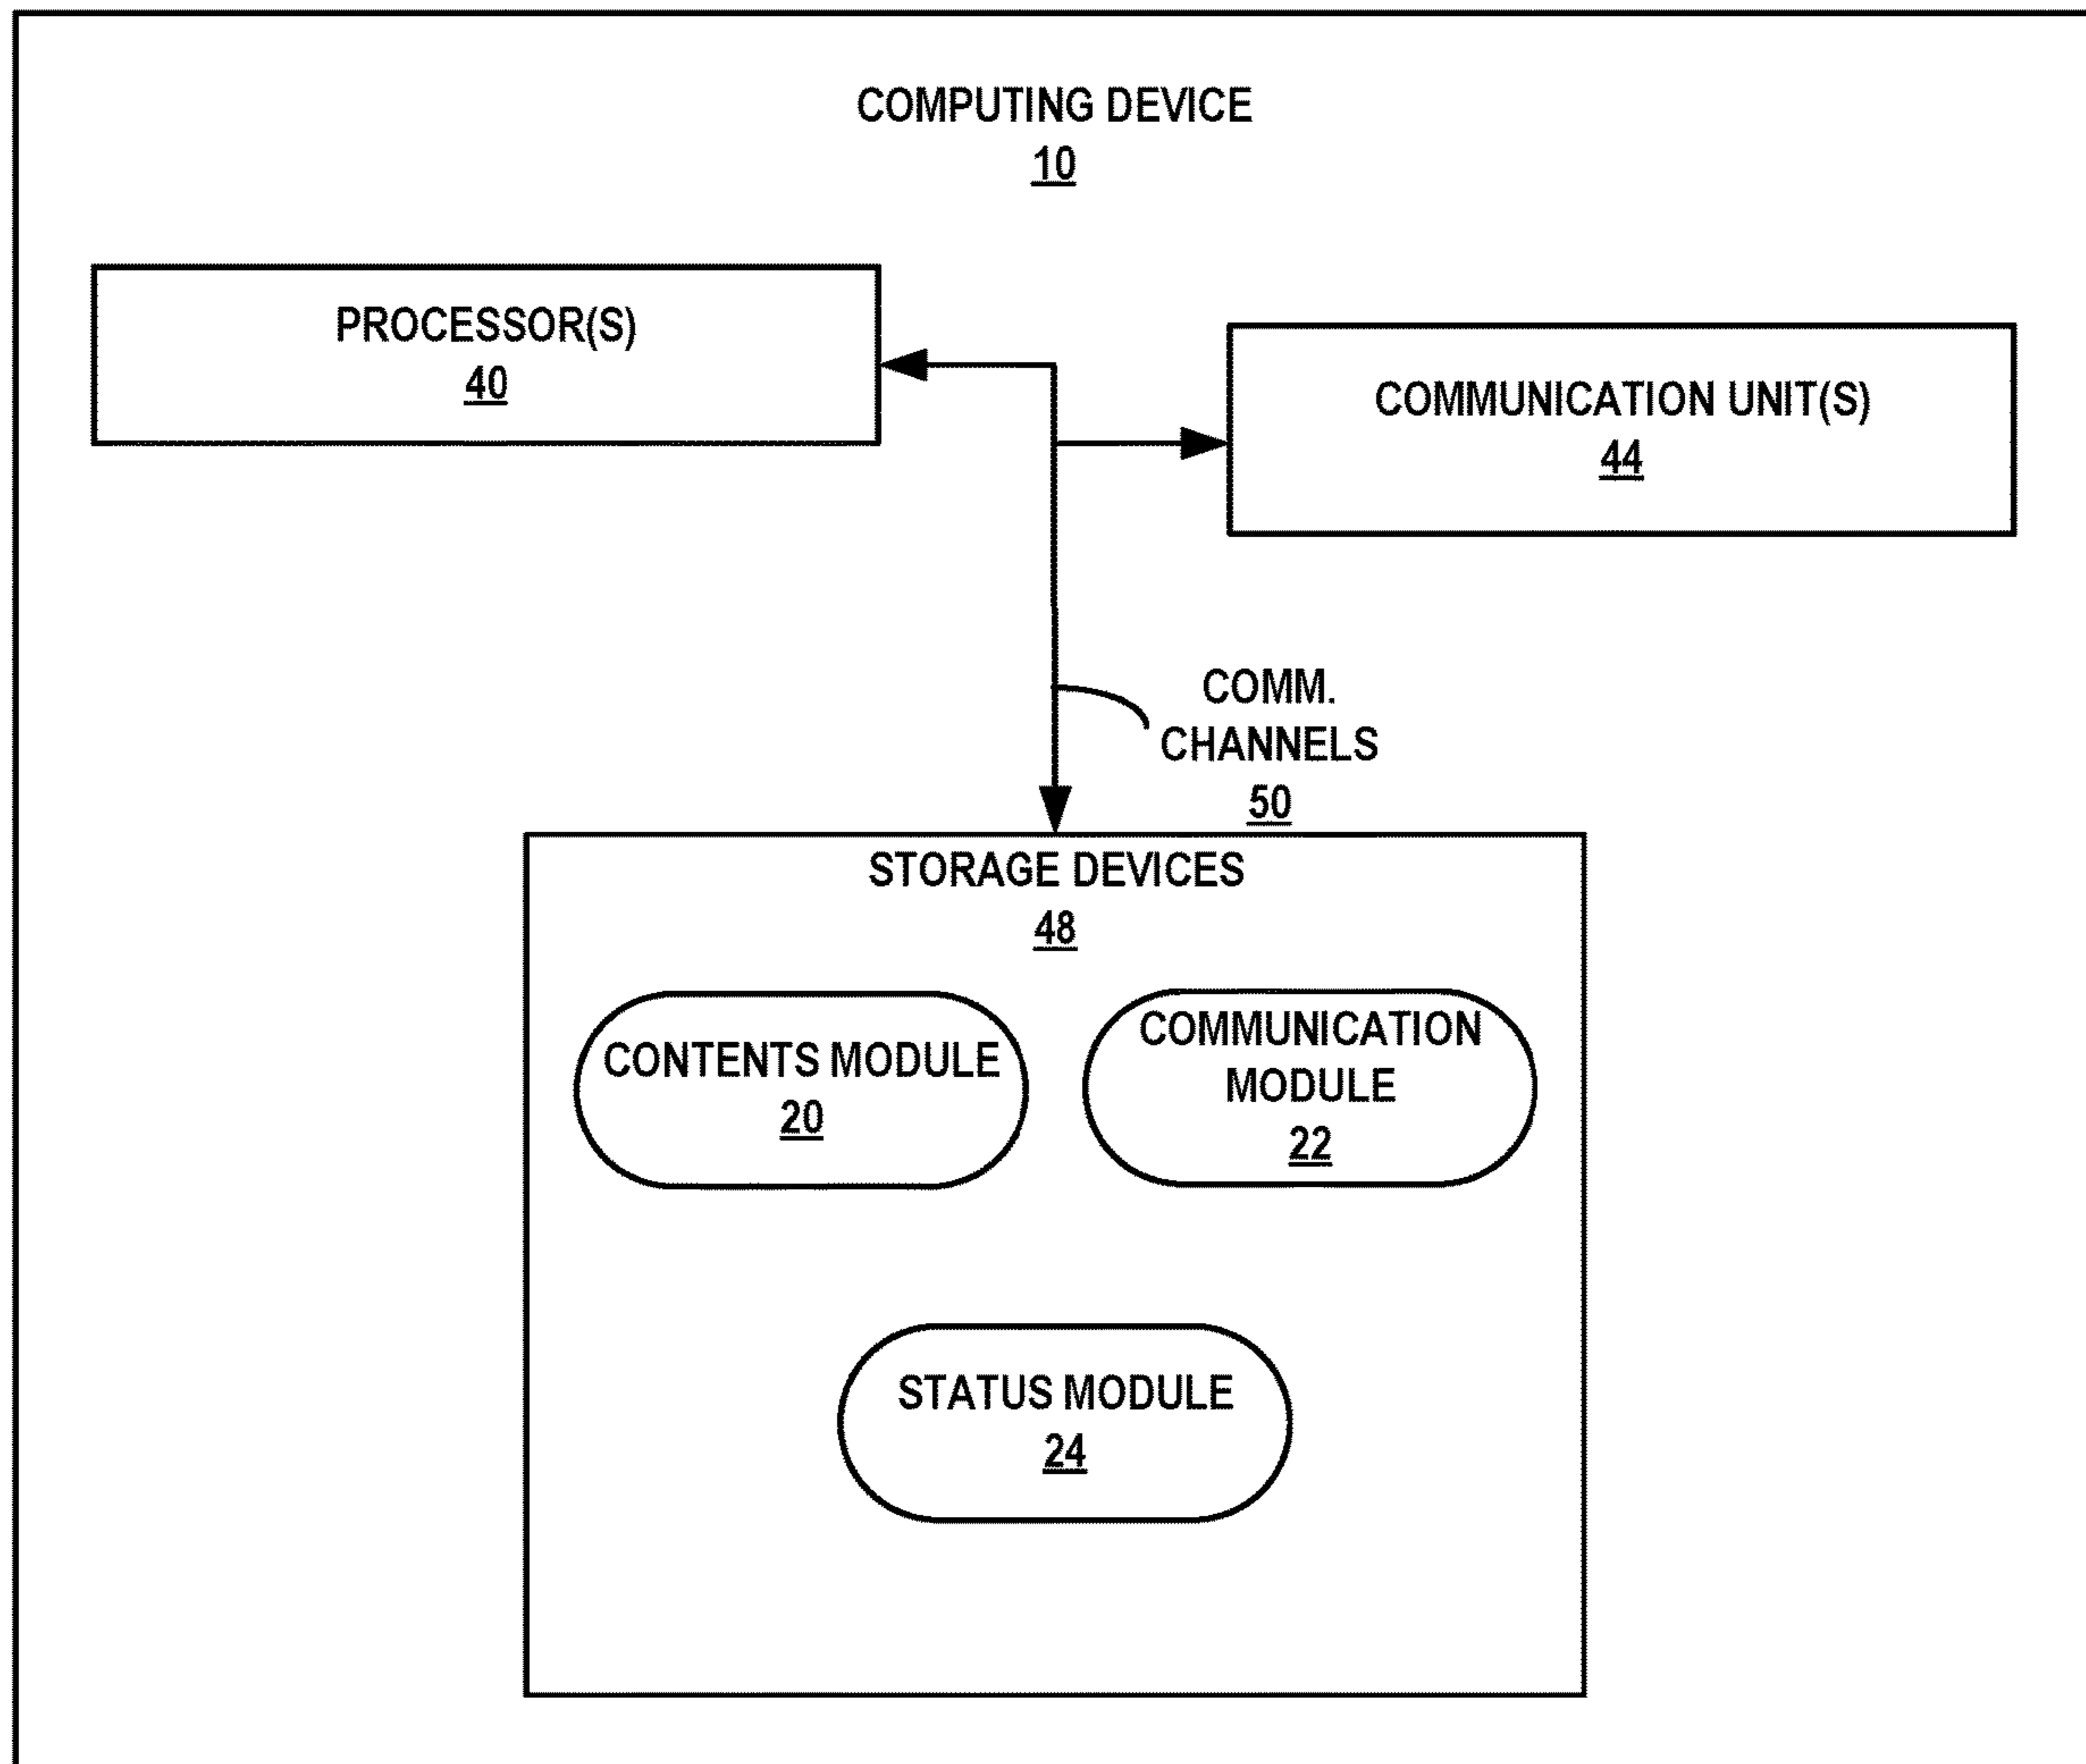 COMPUTING DEVICE
10
PROCESSOR(S)
40
COMMUNICATION UNIT(S)
44
COMM.
CHANNELS
50
STORAGE DEVICES
48
CONTENTS MODULE
20
COMMUNICATION
MODULE
22
STATUS MODULE
24